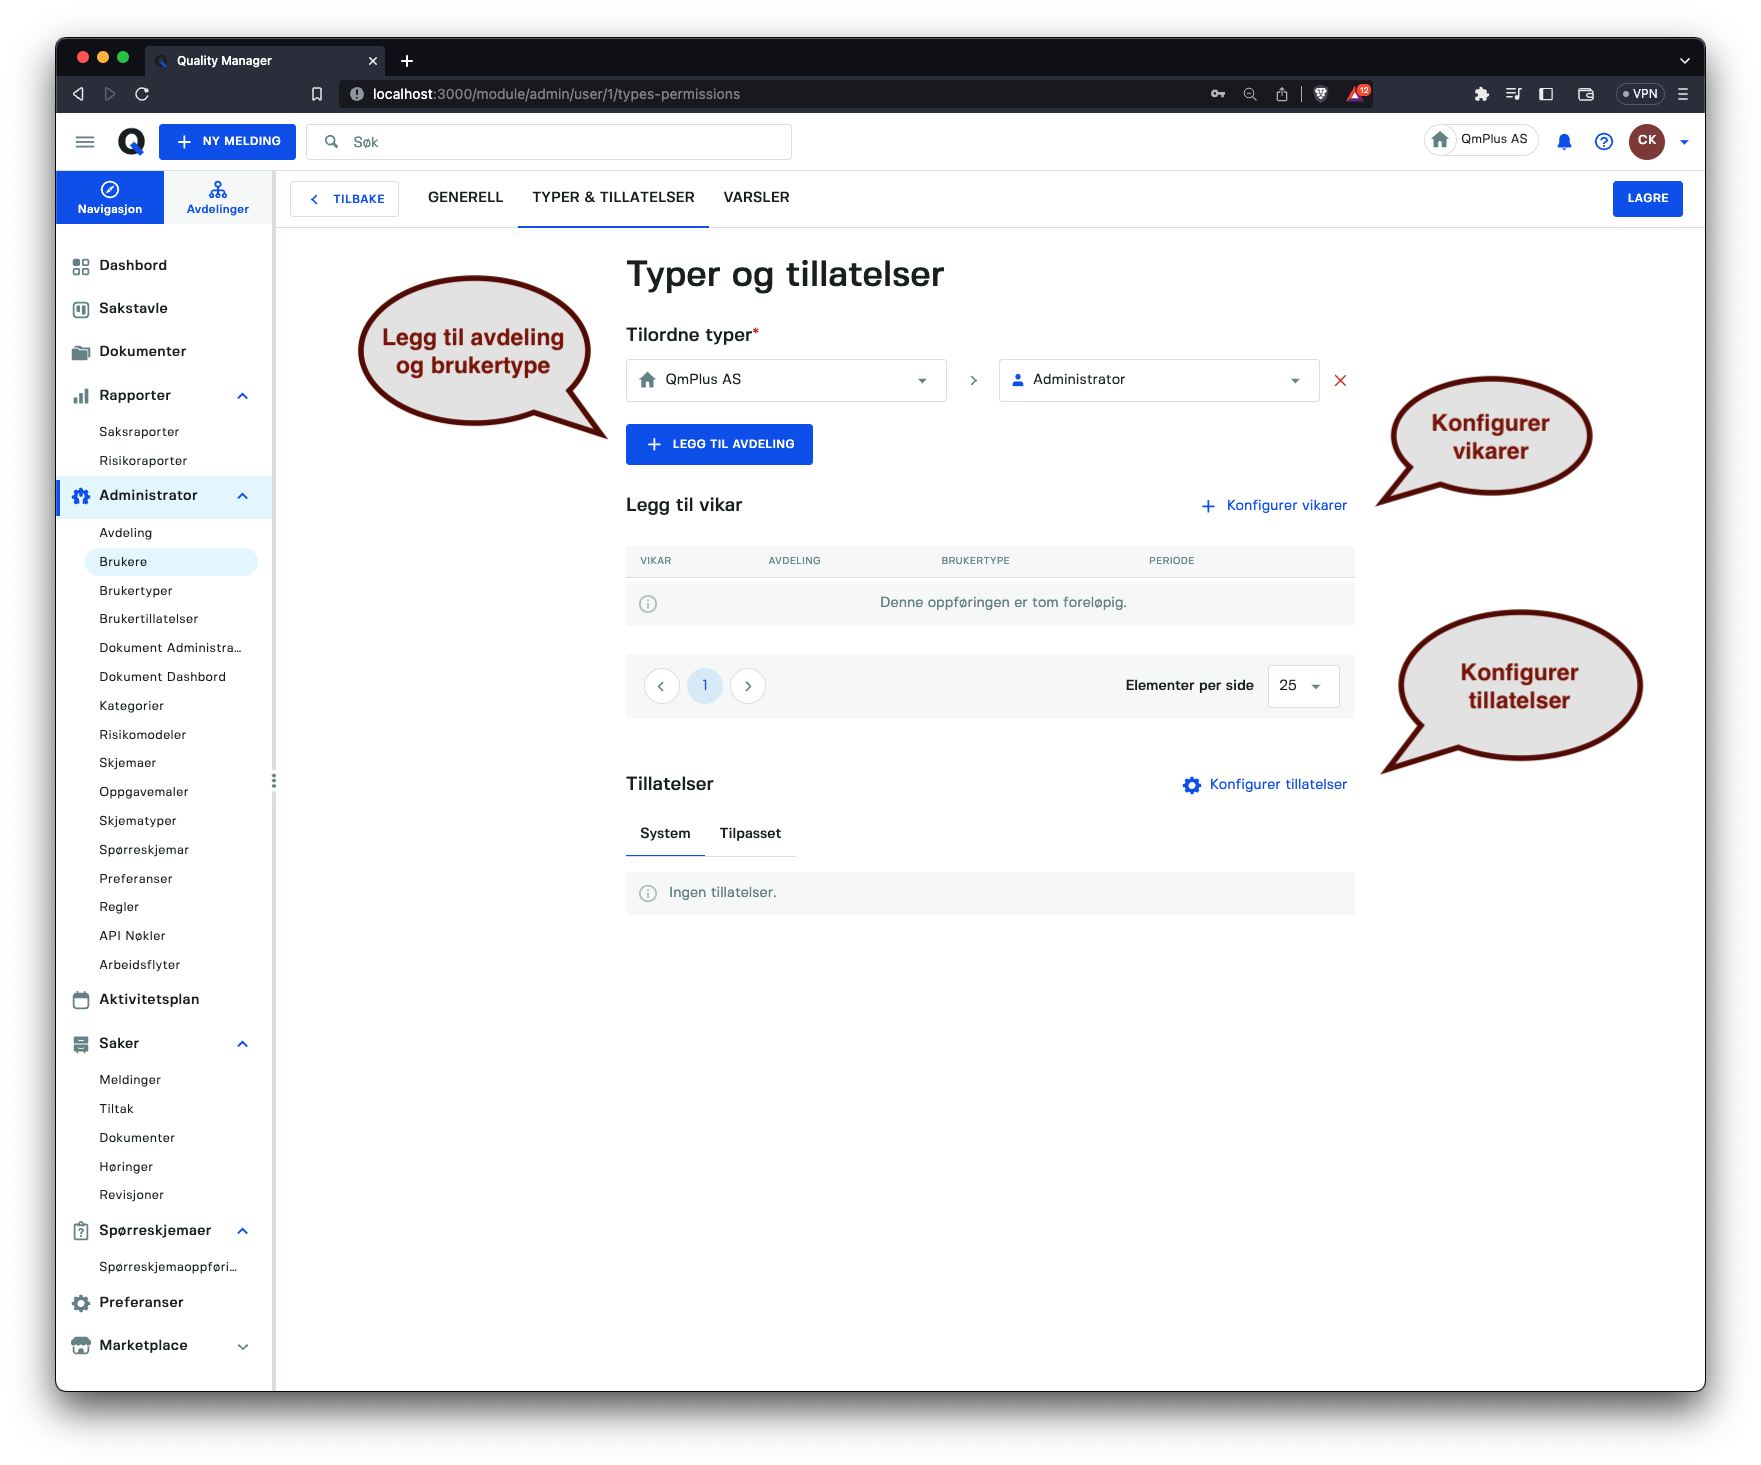 Quality Manager
localhost:3000/module/admin/user/1/types-permissions
12
VPN
NY MELDING
Søk
QmPlus AS
CK
Navigasjon
Avdelinger
TILBAKE
GENERELL
TYPER & TILLATELSER
VARSLER
LAGRE
Dashbord
Sakstavle
Dokumenter
Rapporter
Saksraporter
Risikoraporter
Administrator
Avdeling
Brukere
Brukertyper
Brukertillatelser
Dokument Administra...
Dokument Dashbord
Kategorier
Risikomodeler
Skjemaer
Oppgavemaler
Skjematyper
Spørreskjemar
Preferanser
Regler
API Nøkler
Arbeidsflyter
Aktivitetsplan
Saker
Meldinger
Tiltak
Dokumenter
Høringer
Revisjoner
Spørreskjemaer
Spørreskjemaoppføri...
Preferanser
Marketplace
Typer og tillatelser
Legg til avdeling
og brukertype
Tilordne typer*
QmPlus AS
Administrator
LEGG TIL AVDELING
Konfigurer
vikarer
Legg til vikar
Konfigurer vikarer
VIKAR
AVDELING
BRUKERTYPE
PERIODE
Denne oppføringen er tom foreløpig.
1
Elementer per side
25
Konfigurer
tillatelser
Tillatelser
Konfigurer tillatelser
System
Tilpasset
Ingen tillatelser.